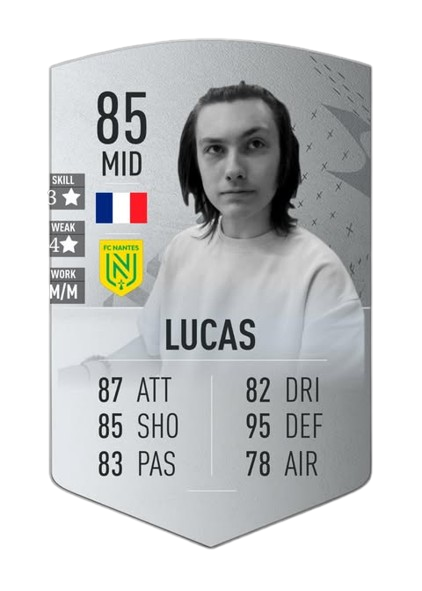 85
MID
SKILL
3 ★
WEAK
4★
FC NANTES
N
WORK
M/M
LUCAS
87 ATT
82 DRI
85 SHO
95 DEF
83 PAS
78 AIR